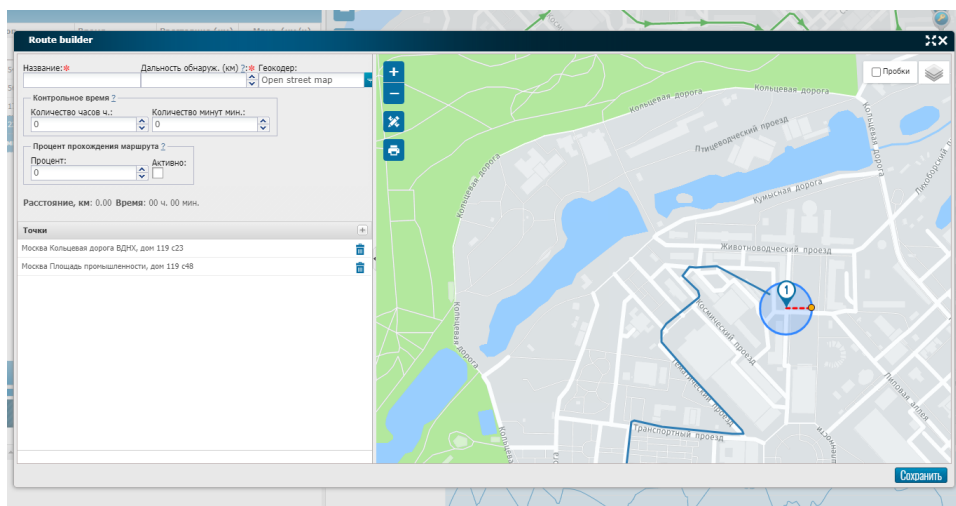 Route builder
Название:*
Дальность обнаруж. (км) ?:*
Геокодер:
Open street map
Контрольное время ?
Количество часов ч.:
Количество минут мин.:
0
0
Процент прохождения маршрута ?
Процент:
Активно:
0
Расстояние, км: 0.00 Время: 00 ч. 00 мин.
Точки
Москва Кольцевая дорога ВДНХ, дом 119 с23
Москва Площадь промышленности, дом 119 с48
+
−
Пробки
Кольцевая дорога
Кольцевая дорога
Кольцевая дорога
Птицеводческий проезд
Кольцевая дорога
Кумысная дорога
Лихоборский
Животноводческий проезд
1
Космический проезд
Кольцевая дорога
Тематический проезд
Липовая аллея
Транспортный проезд
Кольцевая
Сохранить